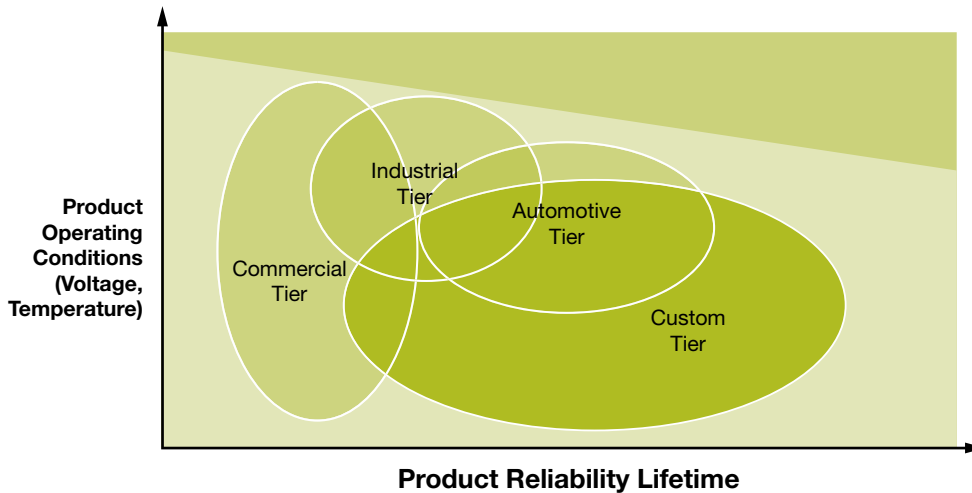 Industrial
Tier
Product
Operating
Conditions
(Voltage,
Temperature)
Automotive
Tier
Commercial
Tier
Custom
Tier
Product Reliability Lifetime